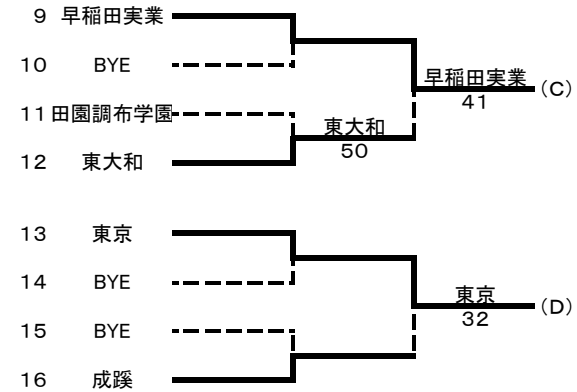 9 早稲田実業
10 BYE
早稲田実業 (C)
41
11 田園調布学園
東大和
50
12 東大和
13 東京
14 BYE
東京 (D)
32
15 BYE
16 成蹊